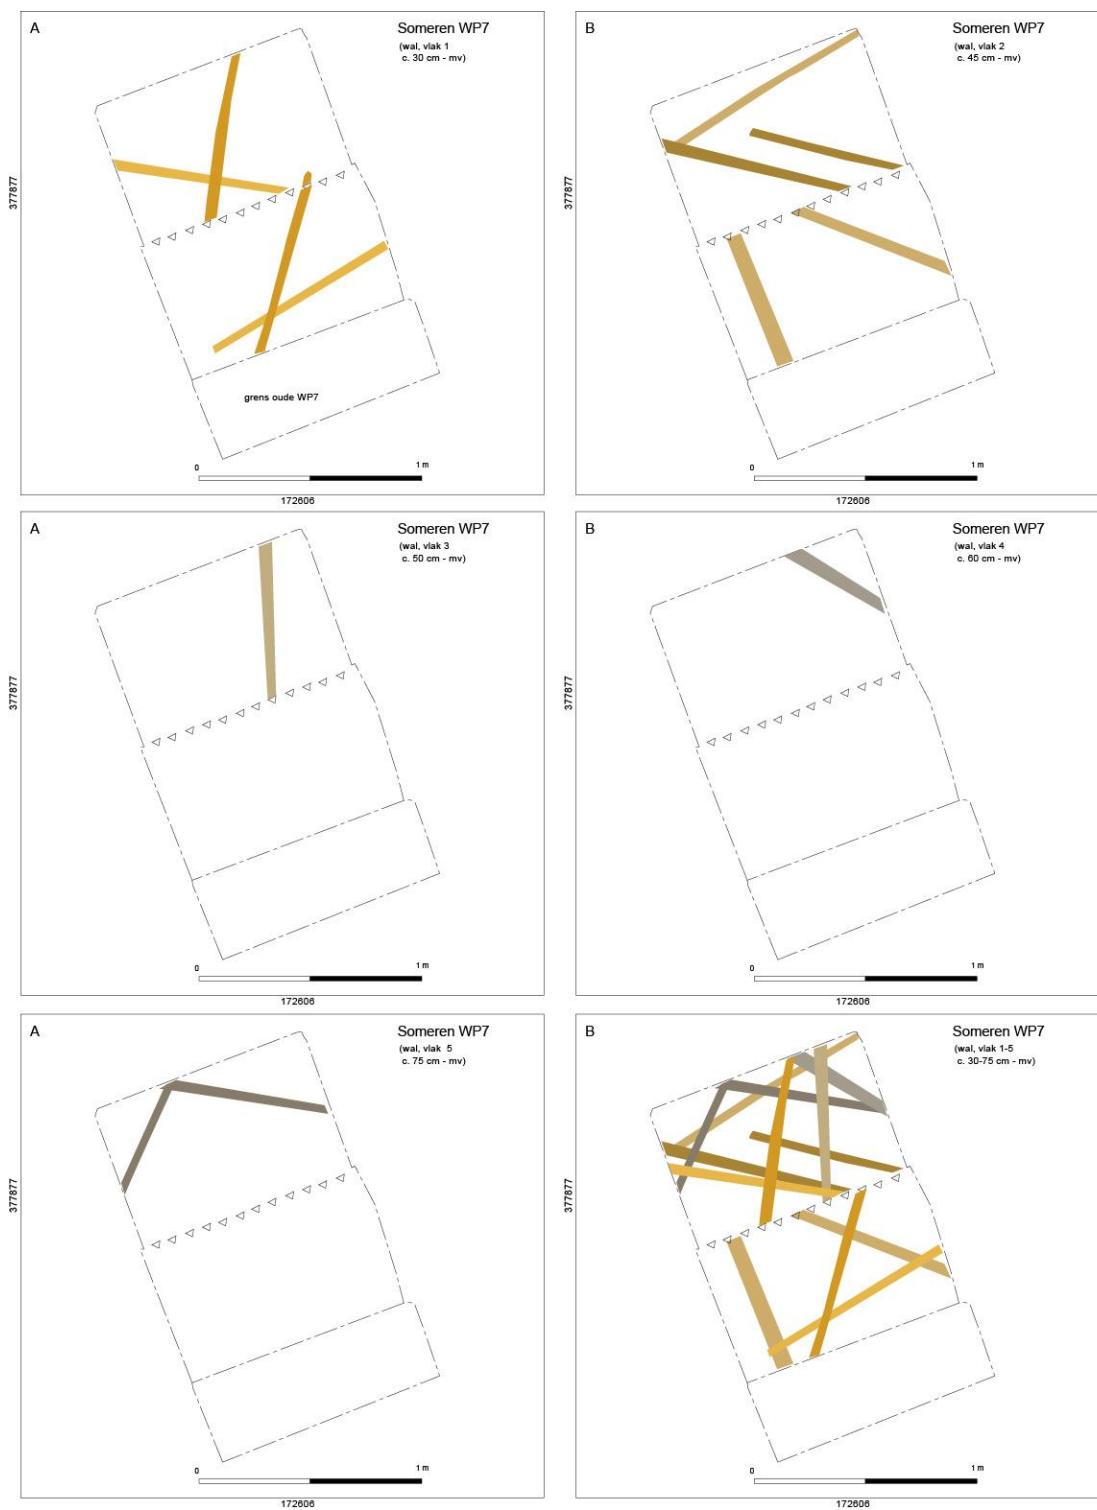 A
Someren WP7
(wal, vlak 1
c. 30 cm - mv)
377877
grens oude WP7
0
1 m
172606
B
Someren WP7
(wal, vlak 2
c. 45 cm - mv)
377877
0
1 m
172606
A
Someren WP7
(wal, vlak 3
c. 50 cm - mv)
377877
0
1 m
172606
B
Someren WP7
(wal, vlak 4
c. 60 cm - mv)
377877
0
1 m
172606
A
Someren WP7
(wal, vlak 5
c. 75 cm - mv)
377877
0
1 m
172606
B
Someren WP7
(wal, vlak 1-5
c. 30-75 cm - mv)
377877
0
1 m
172606